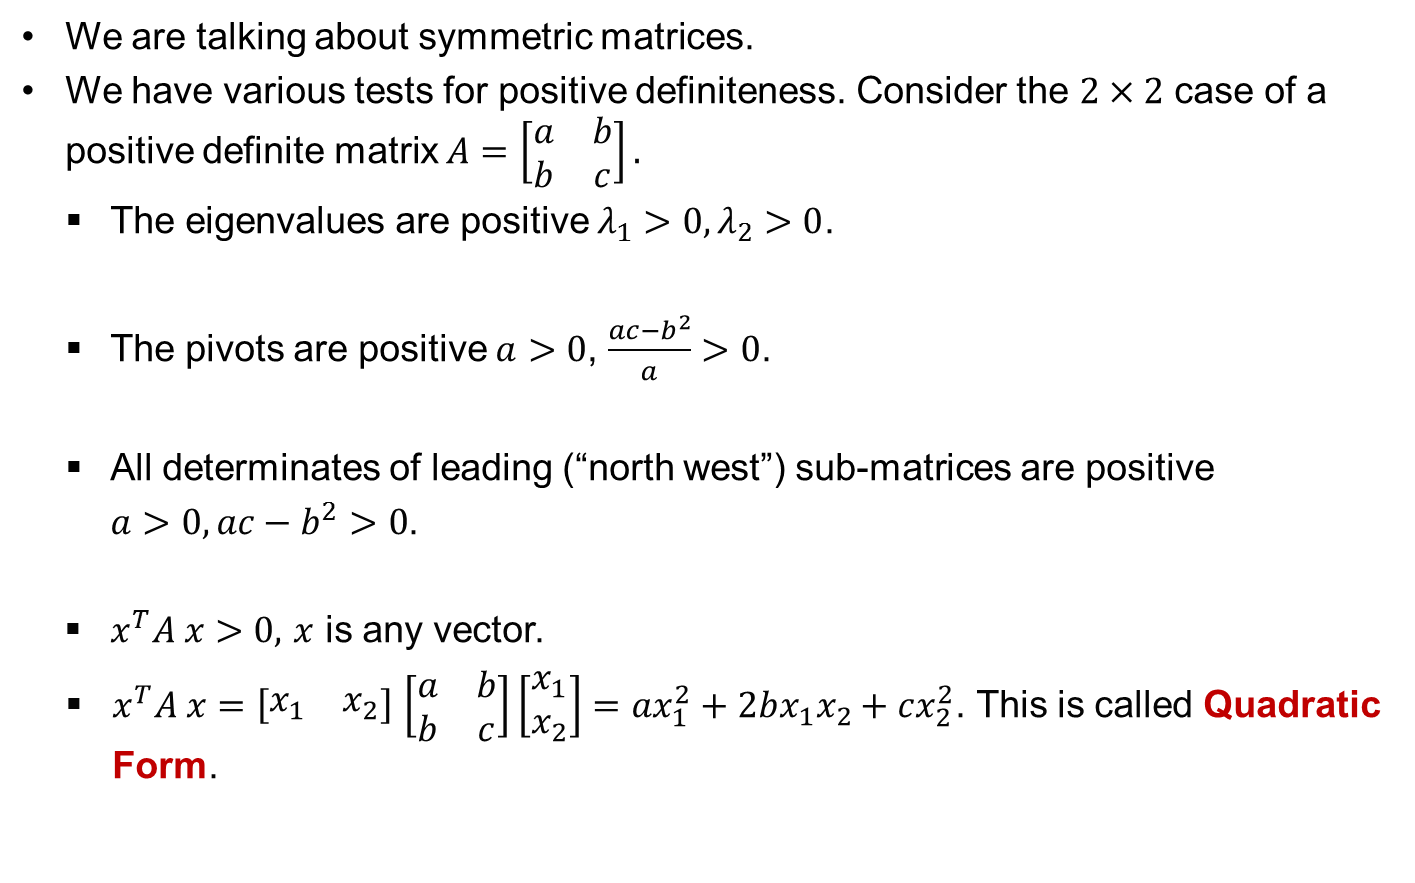 • We are talking about symmetric matrices.
• We have various tests for positive definiteness. Consider the 2 × 2 case of a
positive definite matrix A = [a b; b c].
▪ The eigenvalues are positive λ₁ > 0, λ₂ > 0.
▪ The pivots are positive a > 0, (ac−b²)/a > 0.
▪ All determinates of leading (“north west”) sub-matrices are positive
a > 0, ac − b² > 0.
▪ xᵀA x > 0, x is any vector.
▪ xᵀA x = [x₁ x₂] [a b; b c] [x₁; x₂] = ax₁² + 2bx₁x₂ + cx₂². This is called Quadratic
Form.